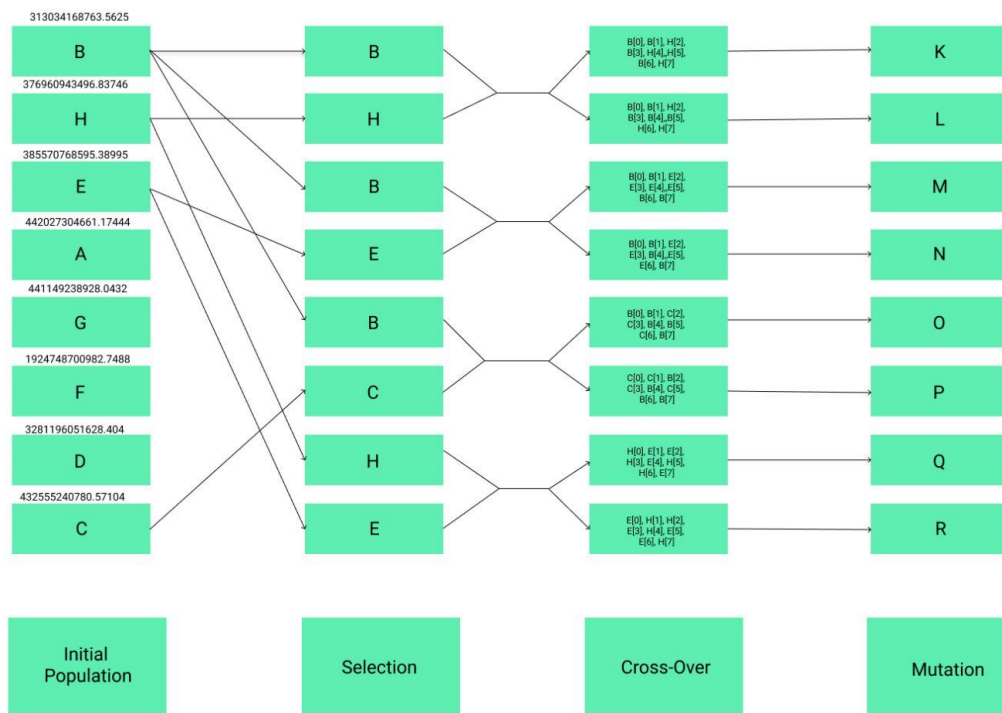 313034168763.5625
B
B
B[0], B[1], H[2],
B[3], H[4],,H[5],
B[6], H[7]
K
376960943496.83746
H
H
B[0], B[1], H[2],
B[3], B[4],,B[5],
H[6], H[7]
L
385570768595.38995
E
B
B[0], B[1], E[2],
E[3], E[4],,E[5],
B[6], B[7]
M
442027304661.17444
A
E
B[0], B[1], E[2],
E[3], B[4],,E[5],
E[6], B[7]
N
441149238928.0432
G
B
B[0], B[1], C[2],
C[3], B[4], B[5],
C[6], B[7]
O
1924748700982.7488
F
C
C[0], C[1], B[2],
C[3], B[4], C[5],
B[6], B[7]
P
3281196051628.404
D
H
H[0], E[1], E[2],
H[3], E[4], H[5],
H[6], E[7]
Q
432555240780.57104
C
E
E[0], H[1], H[2],
E[3], H[4], E[5],
E[6], H[7]
R
Initial
Population
Selection
Cross-Over
Mutation